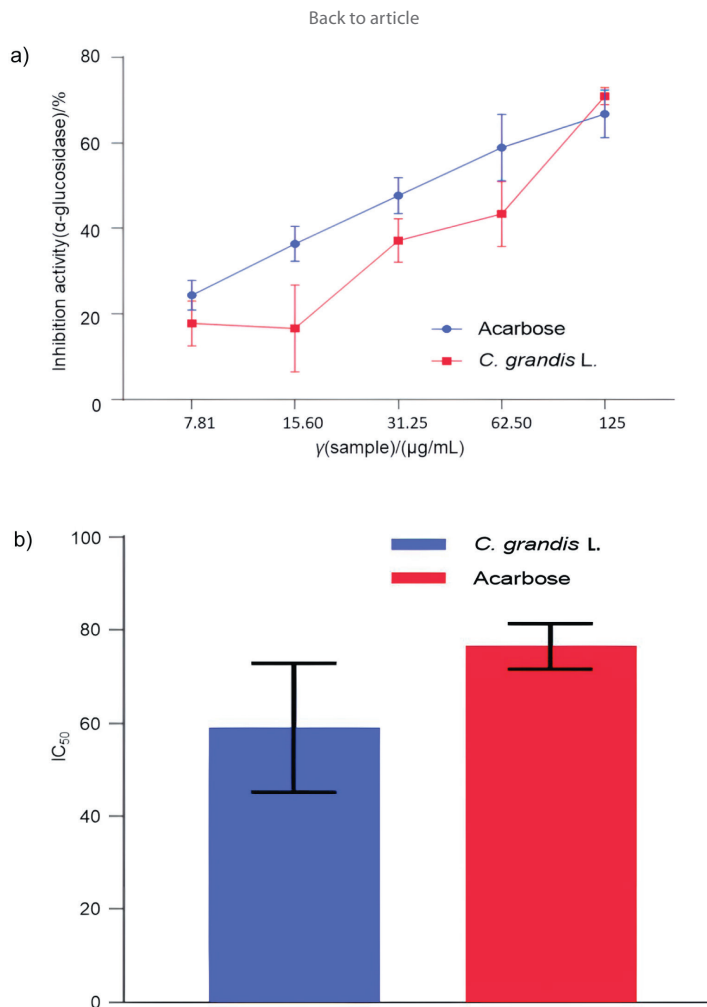 Back to article
a)
80
60
40
20
0
Inhibition activity(α-glucosidase)/%
Acarbose
C. grandis L.
7.81 15.60 31.25 62.50 125
γ(sample)/(µg/mL)
b)
100
80
60
40
20
0
IC50
C. grandis L.
Acarbose